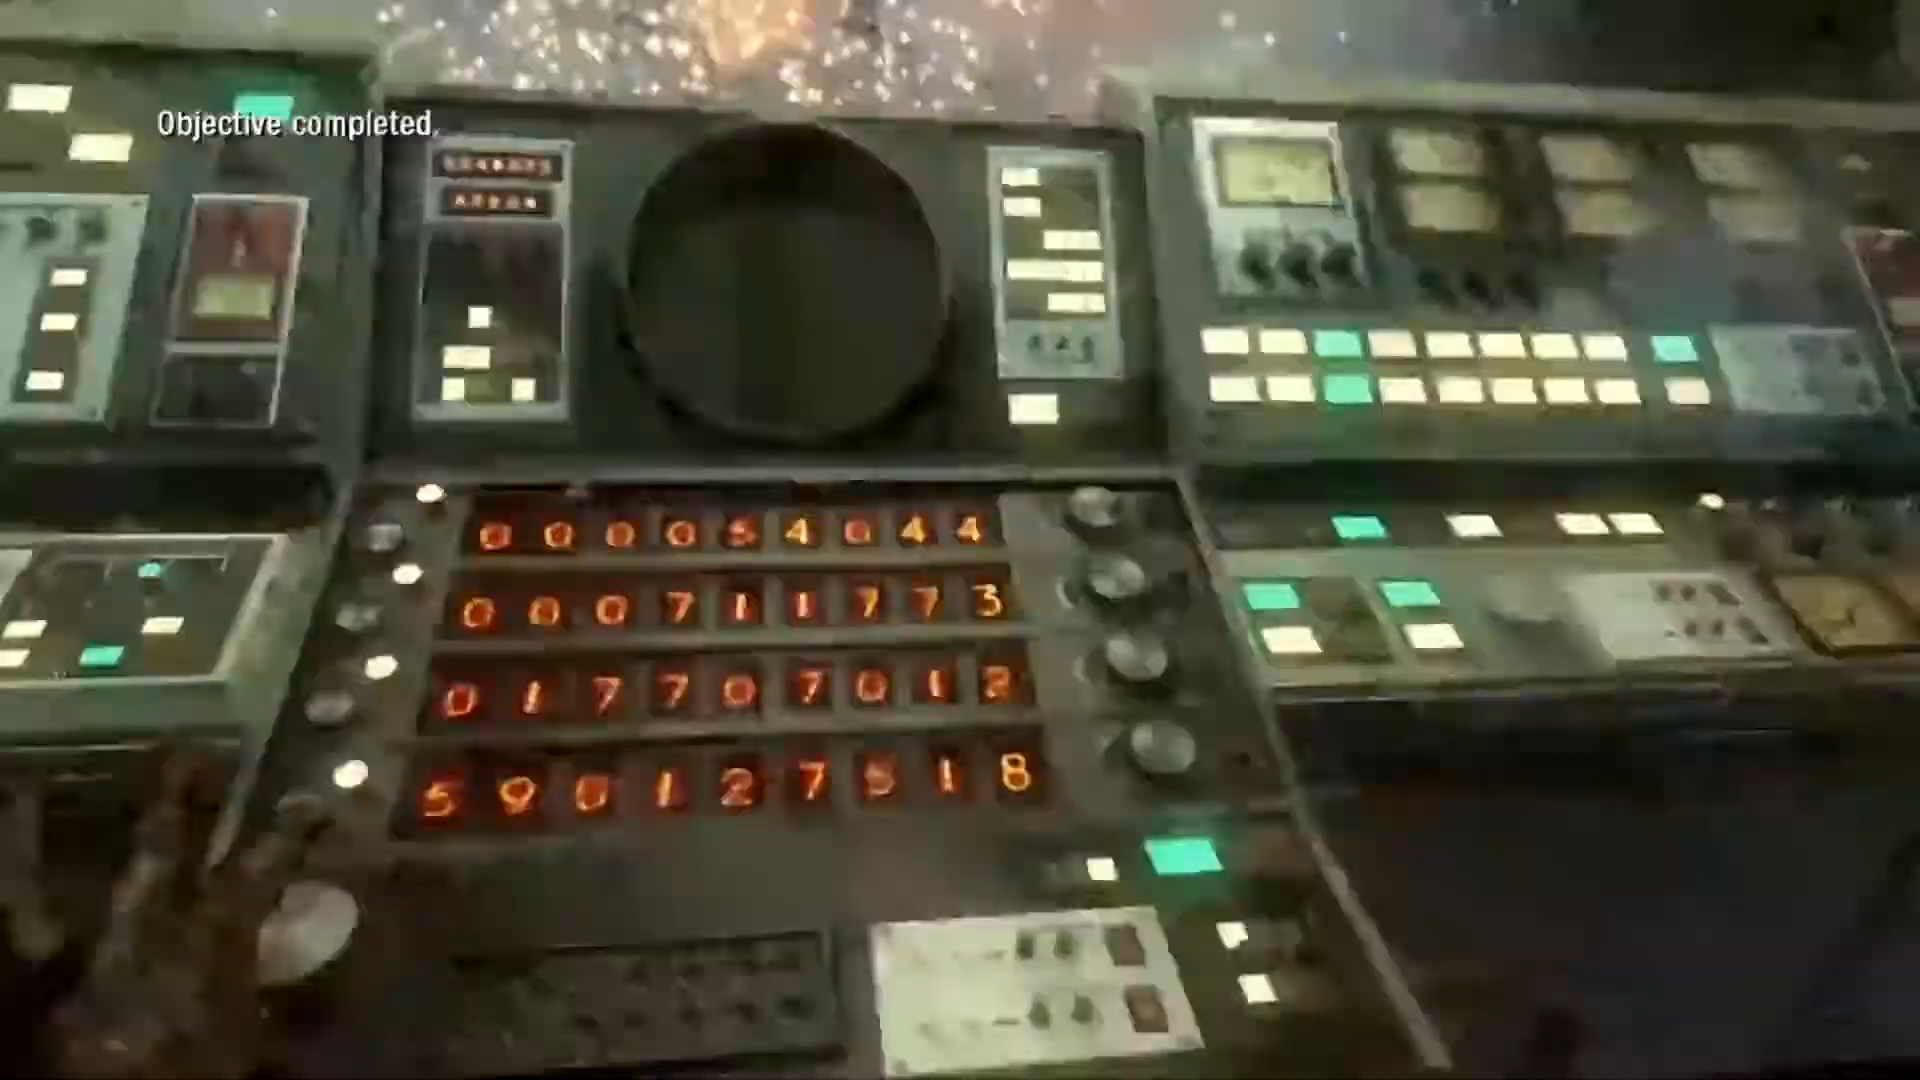 Objective completed.
0 0 0 0 5 4 0 4 4
0 0 0 7 1 1 7 7 3
0 1 7 7 0 7 0 1 2
5 9 0 1 2 7 5 1 8